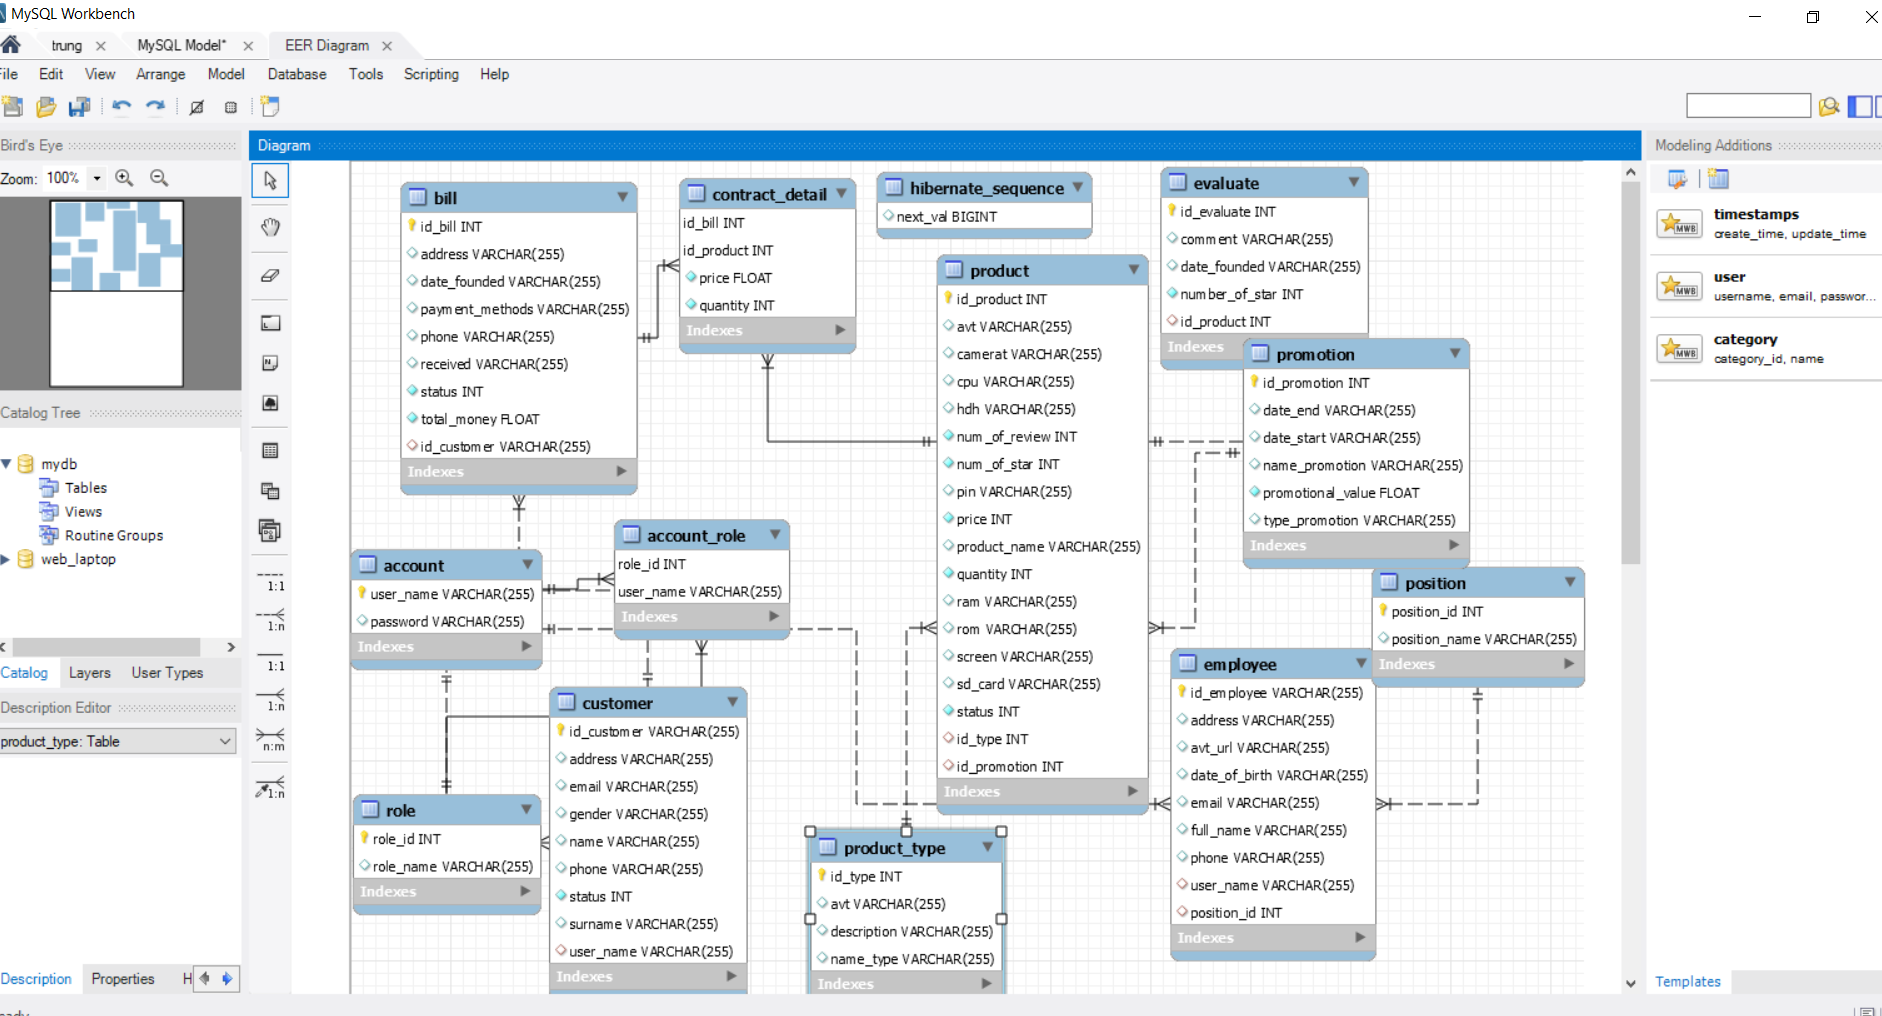 MySQL Workbench
trung
MySQL Model*
EER Diagram
File Edit View Arrange Model Database Tools Scripting Help
Bird's Eye
Zoom: 100%
Catalog Tree
mydb
Tables
Views
Routine Groups
web_laptop
Catalog Layers User Types
Description Editor
product_type: Table
Description Properties H
Diagram
1:1
1:n
1:1
1:n
n:m
1:n
bill
id_bill INT
address VARCHAR(255)
date_founded VARCHAR(255)
payment_methods VARCHAR(255)
phone VARCHAR(255)
received VARCHAR(255)
status INT
total_money FLOAT
id_customer VARCHAR(255)
Indexes
contract_detail
id_bill INT
id_product INT
price FLOAT
quantity INT
Indexes
hibernate_sequence
next_val BIGINT
evaluate
id_evaluate INT
comment VARCHAR(255)
date_founded VARCHAR(255)
number_of_star INT
id_product INT
Indexes
product
id_product INT
avt VARCHAR(255)
camerat VARCHAR(255)
cpu VARCHAR(255)
hdh VARCHAR(255)
num_of_review INT
num_of_star INT
pin VARCHAR(255)
price INT
product_name VARCHAR(255)
quantity INT
ram VARCHAR(255)
rom VARCHAR(255)
screen VARCHAR(255)
sd_card VARCHAR(255)
status INT
id_type INT
id_promotion INT
Indexes
promotion
id_promotion INT
date_end VARCHAR(255)
date_start VARCHAR(255)
name_promotion VARCHAR(255)
promotional_value FLOAT
type_promotion VARCHAR(255)
Indexes
account
user_name VARCHAR(255)
password VARCHAR(255)
Indexes
account_role
role_id INT
user_name VARCHAR(255)
Indexes
position
position_id INT
position_name VARCHAR(255)
Indexes
employee
id_employee VARCHAR(255)
address VARCHAR(255)
avt_url VARCHAR(255)
date_of_birth VARCHAR(255)
email VARCHAR(255)
full_name VARCHAR(255)
phone VARCHAR(255)
user_name VARCHAR(255)
position_id INT
Indexes
customer
id_customer VARCHAR(255)
address VARCHAR(255)
email VARCHAR(255)
gender VARCHAR(255)
name VARCHAR(255)
phone VARCHAR(255)
status INT
surname VARCHAR(255)
user_name VARCHAR(255)
Indexes
role
role_id INT
role_name VARCHAR(255)
Indexes
product_type
id_type INT
avt VARCHAR(255)
description VARCHAR(255)
name_type VARCHAR(255)
Indexes
Modeling Additions
MWB
timestamps
create_time, update_time
MWB
user
username, email, passwor...
MWB
category
category_id, name
Templates